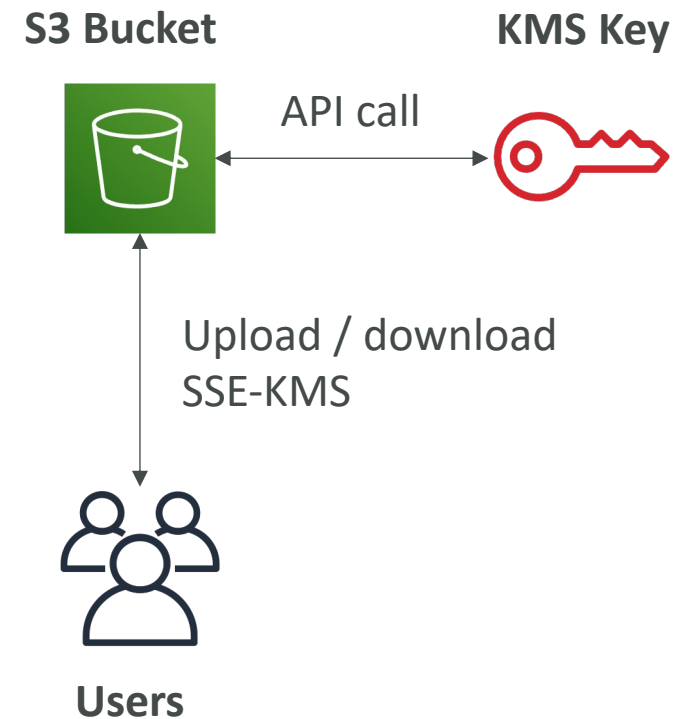 S3 Bucket
KMS Key
API call
Upload / download
SSE-KMS
Users